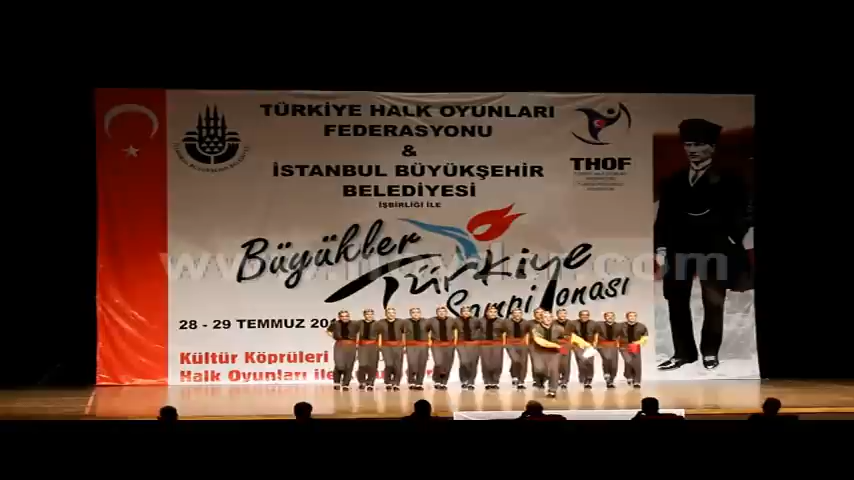 TÜRKİYE HALK OYUNLARI
FEDERASYONU
&
İSTANBUL BÜYÜKŞEHİR
BELEDİYESİ
İŞBİRLİĞİ İLE
THOF
Büyükler
Türkiye
Şampiyonası
28 - 29 TEMMUZ
Kültür Köprüleri
Halk Oyunları ile